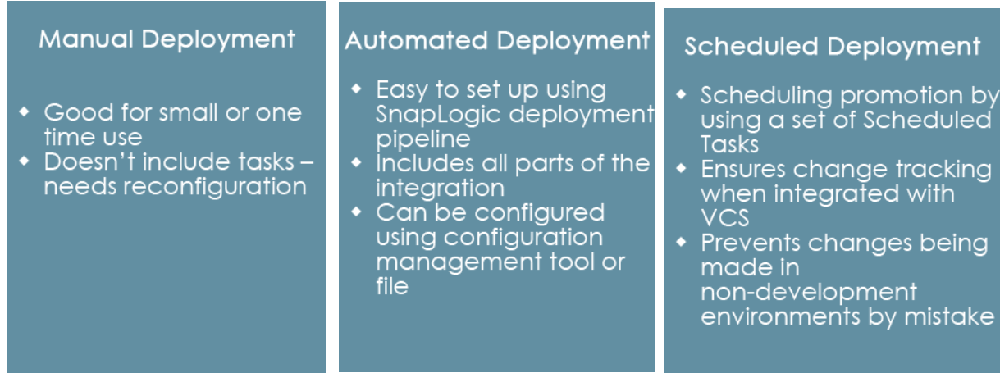 Manual Deployment
◆ Good for small or one
time use
◆ Doesn’t include tasks –
needs reconfiguration
Automated Deployment
◆ Easy to set up using
SnapLogic deployment
pipeline
◆ Includes all parts of the
integration
◆ Can be configured
using configuration
management tool or
file
Scheduled Deployment
◆ Scheduling promotion by
using a set of Scheduled
Tasks
◆ Ensures change tracking
when integrated with
VCS
◆ Prevents changes being
made in
non-development
environments by mistake